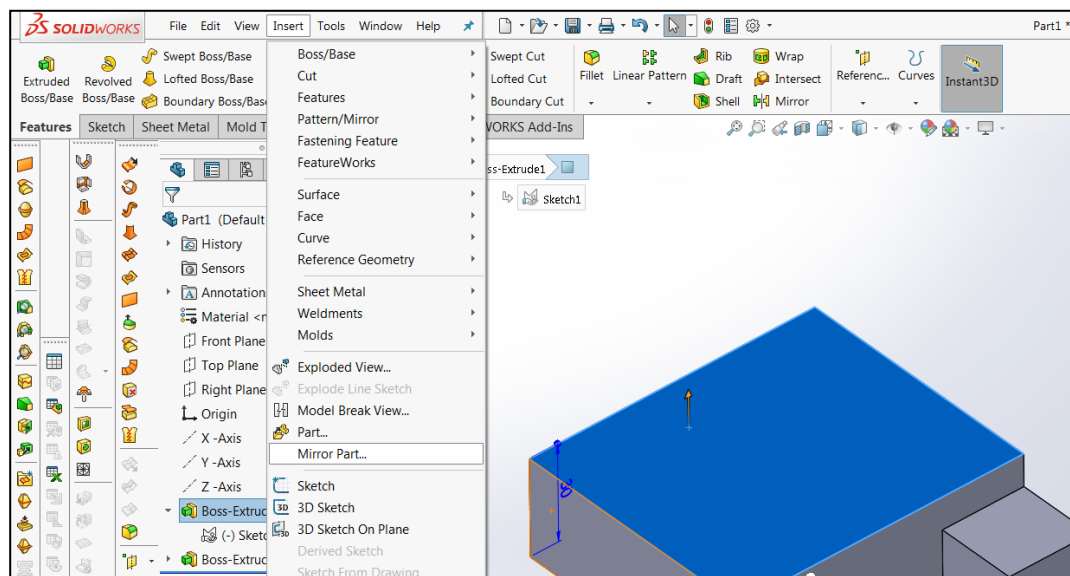 SOLIDWORKS File Edit View Insert Tools Window Help Part1 *
Extruded Boss/Base
Revolved Boss/Base
Swept Boss/Base
Lofted Boss/Base
Boundary Boss/Bas
Swept Cut
Lofted Cut
Boundary Cut
Fillet
Linear Pattern
Rib
Draft
Shell
Wrap
Intersect
Mirror
Referenc...
Curves
Instant3D
Features Sketch Sheet Metal Mold T WORKS Add-Ins
Boss/Base
Cut
Features
Pattern/Mirror
Fastening Feature
FeatureWorks
Surface
Face
Curve
Reference Geometry
Sheet Metal
Weldments
Molds
Exploded View...
Explode Line Sketch
Model Break View...
Part...
Mirror Part...
Sketch
3D Sketch
3D Sketch On Plane
Derived Sketch
Sketch From Drawing
Part1 (Default
History
Sensors
Annotation
Material <n
Front Plane
Top Plane
Right Plane
Origin
X -Axis
Y -Axis
Z -Axis
Boss-Extrud
(-) Sketc
Boss-Extrud
ss-Extrude1
Sketch1